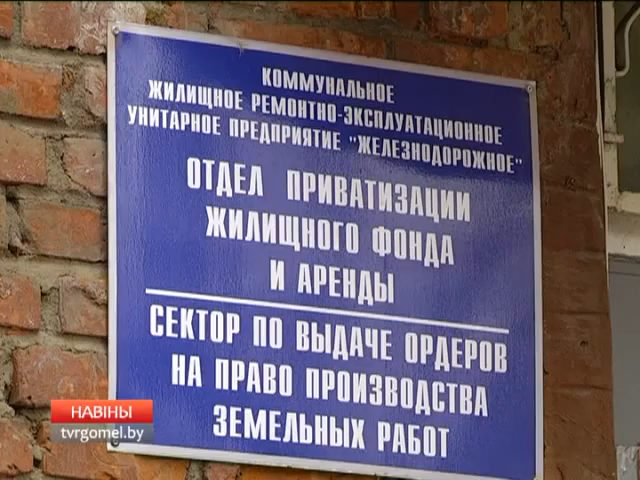 КОММУНАЛЬНОЕ
ЖИЛИЩНОЕ РЕМОНТНО-ЭКСПЛУАТАЦИОННОЕ
УНИТАРНОЕ ПРЕДПРИЯТИЕ "ЖЕЛЕЗНОДОРОЖНОЕ"
ОТДЕЛ ПРИВАТИЗАЦИИ
ЖИЛИЩНОГО ФОНДА
И АРЕНДЫ
СЕКТОР ПО ВЫДАЧЕ ОРДЕРОВ
НА ПРАВО ПРОИЗВОДСТВА
ЗЕМЕЛЬНЫХ РАБОТ
НАВІНЫ
tvrgomel.by